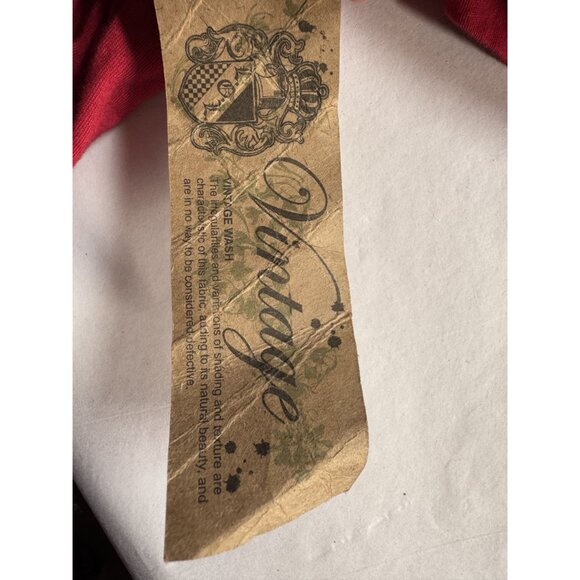 Vintage
VINTAGE WASH
The irregularities and variations of shading and texture are
characteristic of this fabric, adding to its natural beauty, and
are in no way to be considered defective.